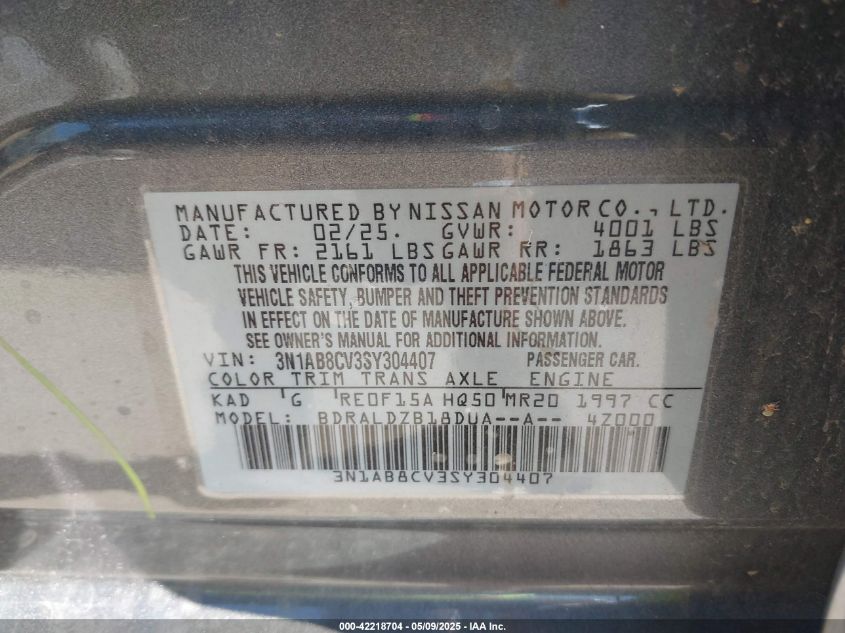 MANUFACTURED BY NISSAN MOTOR CO., LTD.
DATE: 02/25. GVWR: 4001 LBS
GAWR FR: 2161 LBS GAWR RR: 1863 LBS
THIS VEHICLE CONFORMS TO ALL APPLICABLE FEDERAL MOTOR
VEHICLE SAFETY, BUMPER AND THEFT PREVENTION STANDARDS
IN EFFECT ON THE DATE OF MANUFACTURE SHOWN ABOVE.
SEE OWNER'S MANUAL FOR ADDITIONAL INFORMATION.
VIN: 3N1AB8CV3SY304407 PASSENGER CAR.
COLOR TRIM TRANS AXLE ENGINE
KAD G RE0F15A HQ50 MR20 1997 CC
MODEL: BDRALDZB18DUA--A-- 4Z000
3N1AB8CV3SY304407
000-42218704 - 05/09/2025 - IAA Inc.